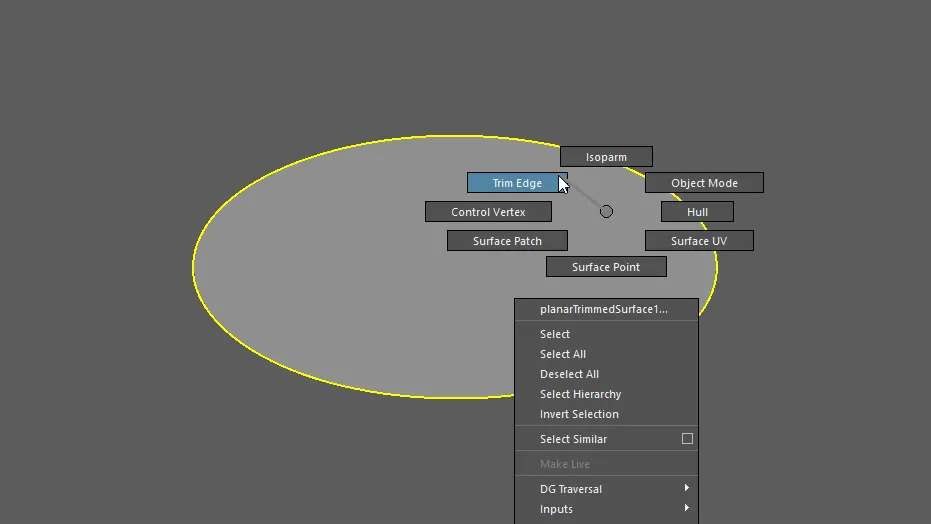 Isoparm
Trim Edge
Object Mode
Control Vertex
Hull
Surface Patch
Surface UV
Surface Point
planarTrimmedSurface1...
Select
Select All
Deselect All
Select Hierarchy
Invert Selection
Select Similar
Make Live
DG Traversal
Inputs